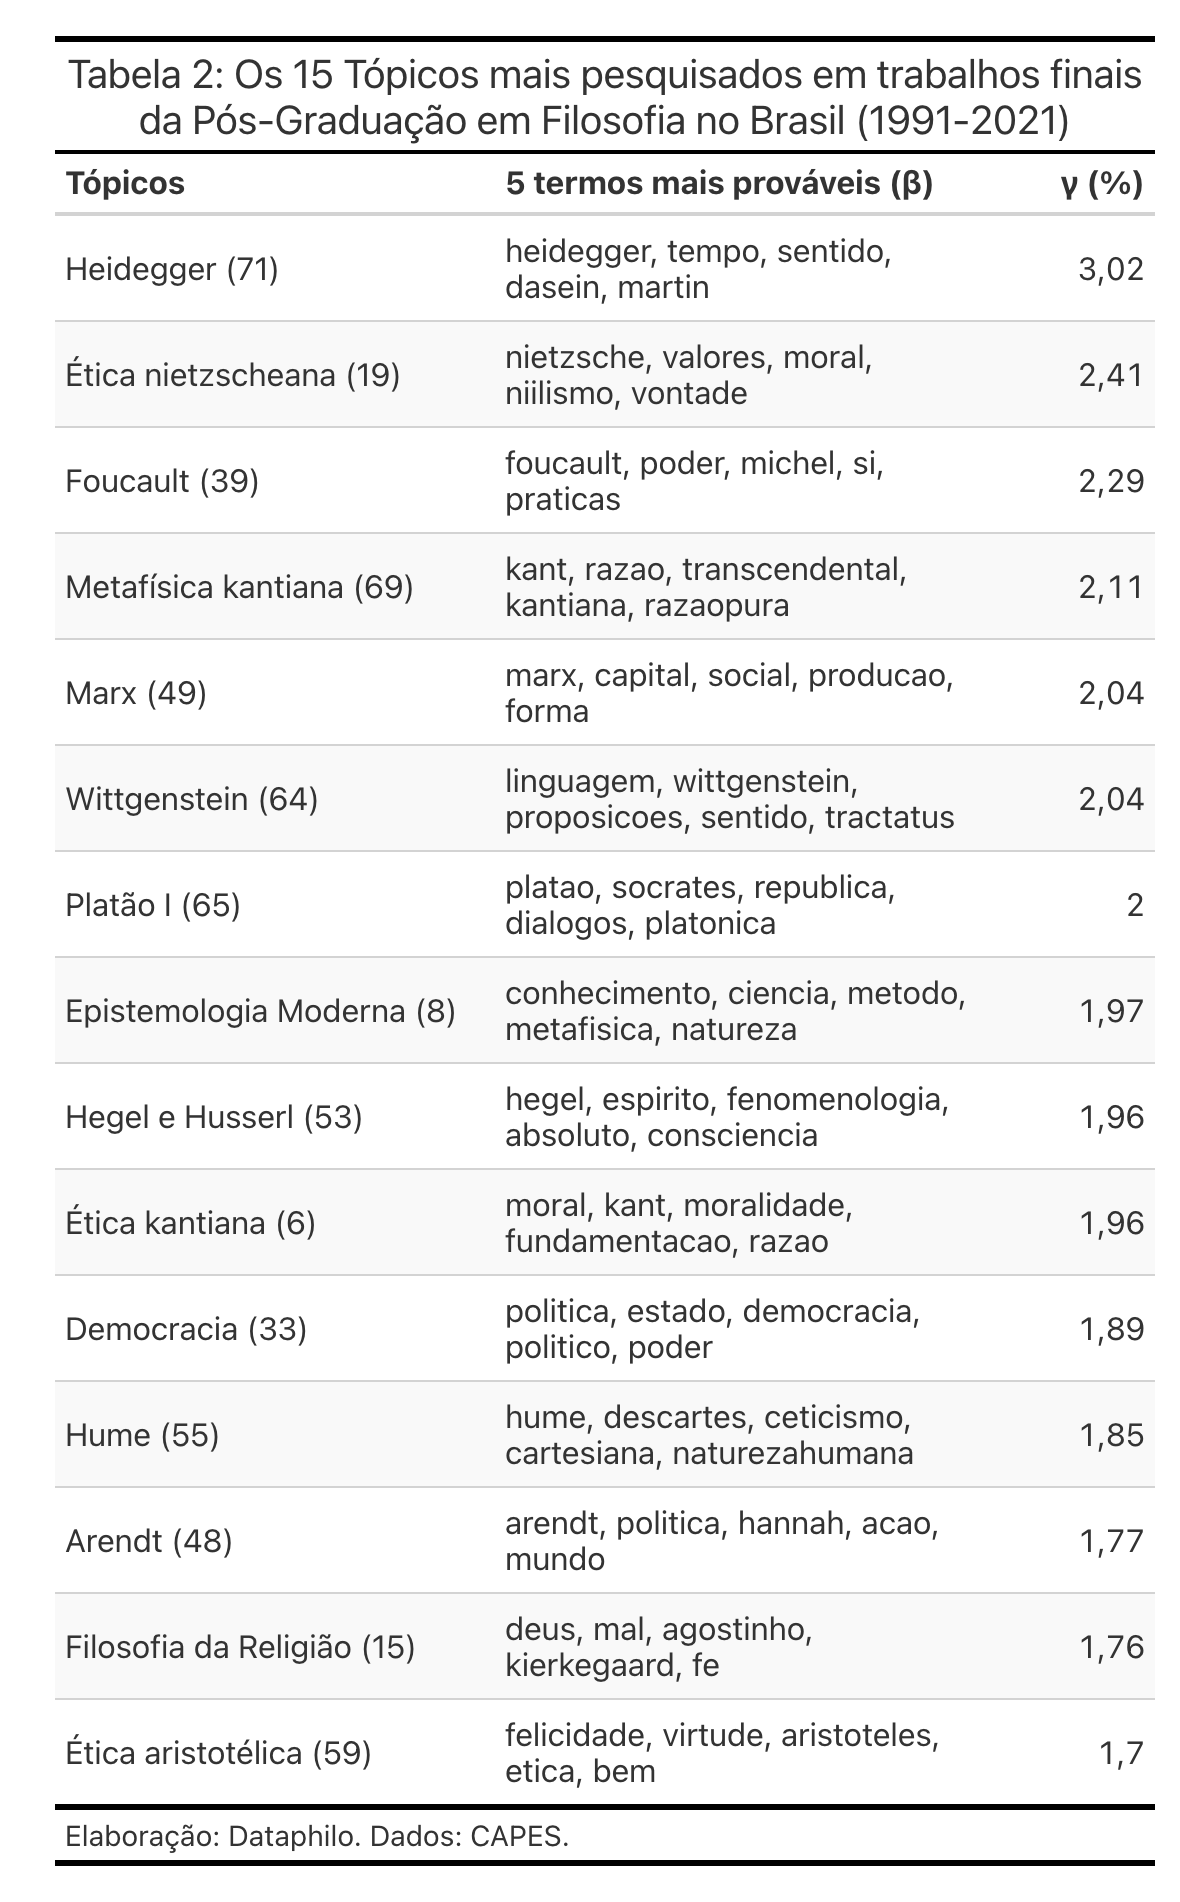 Tabela 2: Os 15 Tópicos mais pesquisados em trabalhos finais
da Pós-Graduação em Filosofia no Brasil (1991-2021)
Tópicos 5 termos mais prováveis (β) γ (%)
Heidegger (71) heidegger, tempo, sentido, 3,02
dasein, martin
Ética nietzscheana (19) nietzsche, valores, moral, 2,41
niilismo, vontade
Foucault (39) foucault, poder, michel, si, 2,29
praticas
Metafísica kantiana (69) kant, razao, transcendental, 2,11
kantiana, razaopura
Marx (49) marx, capital, social, producao, 2,04
forma
Wittgenstein (64) linguagem, wittgenstein, 2,04
proposicoes, sentido, tractatus
Platão I (65) platao, socrates, republica, 2
dialogos, platonica
Epistemologia Moderna (8) conhecimento, ciencia, metodo, 1,97
metafisica, natureza
Hegel e Husserl (53) hegel, espirito, fenomenologia, 1,96
absoluto, consciencia
Ética kantiana (6) moral, kant, moralidade, 1,96
fundamentacao, razao
Democracia (33) politica, estado, democracia, 1,89
politico, poder
Hume (55) hume, descartes, ceticismo, 1,85
cartesiana, naturezahumana
Arendt (48) arendt, politica, hannah, acao, 1,77
mundo
Filosofia da Religião (15) deus, mal, agostinho, 1,76
kierkegaard, fe
Ética aristotélica (59) felicidade, virtude, aristoteles, 1,7
etica, bem
Elaboração: Dataphilo. Dados: CAPES.